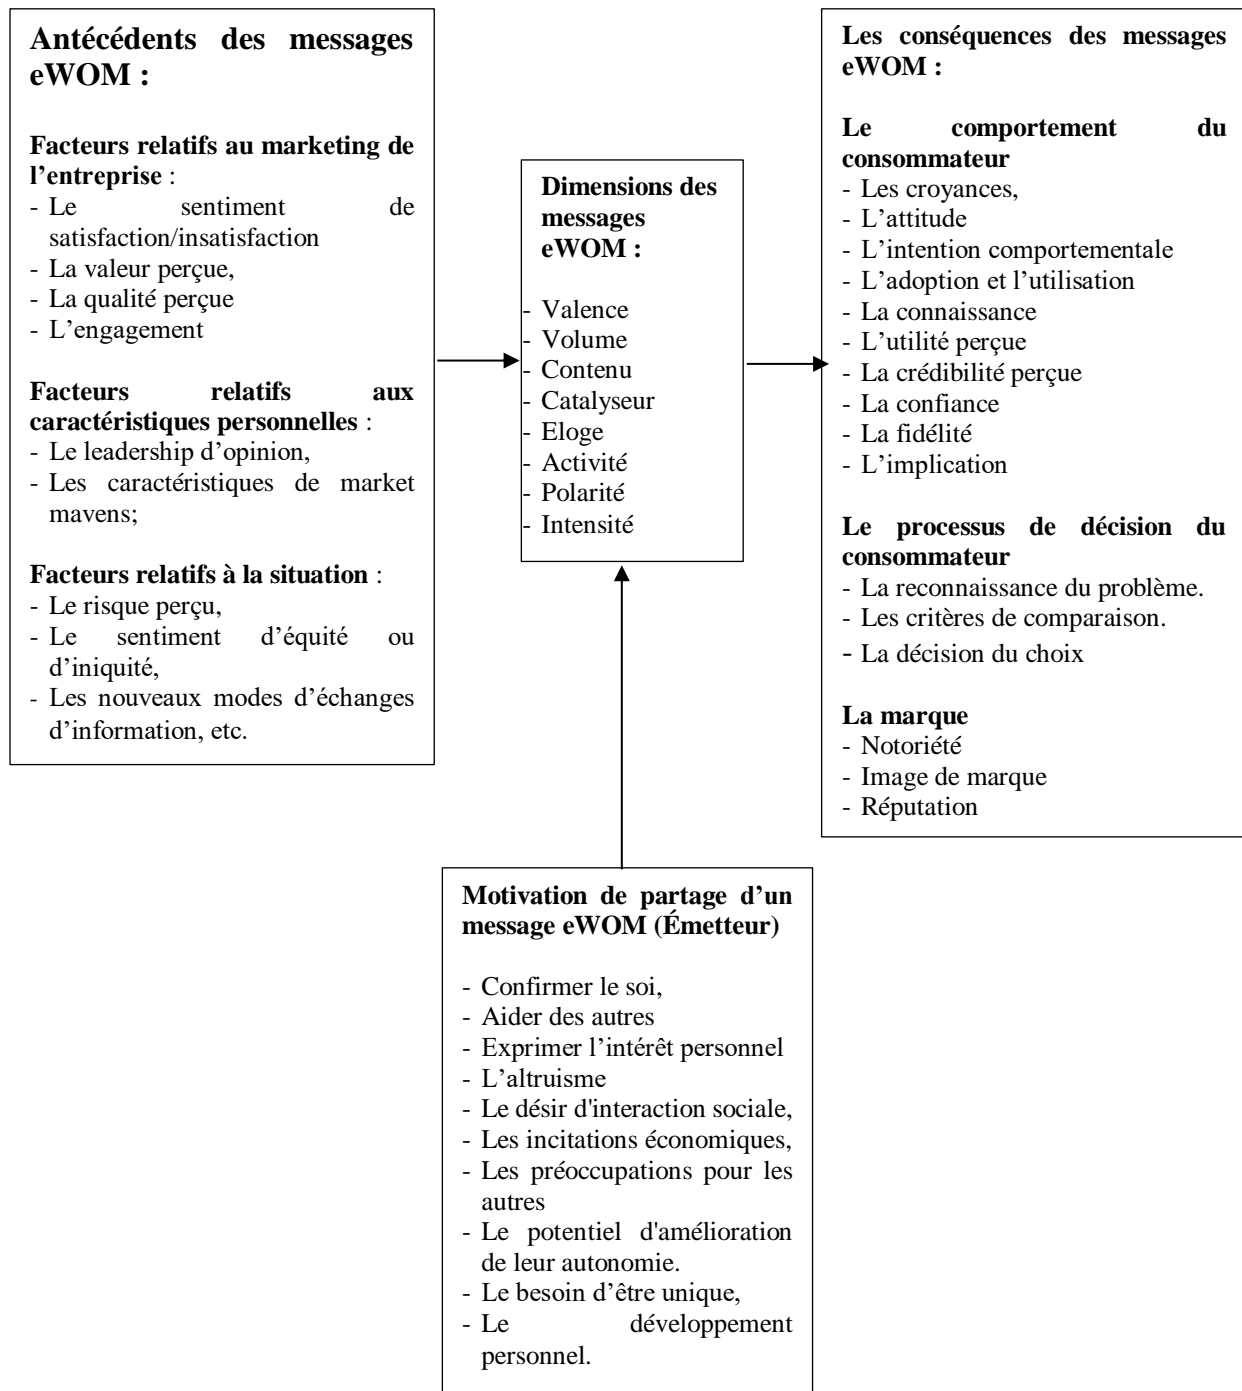 Antécédents des messages
eWOM :
Facteurs relatifs au marketing de
l’entreprise :
- Le sentiment de
satisfaction/insatisfaction
- La valeur perçue,
- La qualité perçue
- L’engagement
Facteurs relatifs aux
caractéristiques personnelles :
- Le leadership d’opinion,
- Les caractéristiques de market
mavens;
Facteurs relatifs à la situation :
- Le risque perçu,
- Le sentiment d’équité ou
d’iniquité,
- Les nouveaux modes d’échanges
d’information, etc.
Dimensions des
messages
eWOM :
- Valence
- Volume
- Contenu
- Catalyseur
- Eloge
- Activité
- Polarité
- Intensité
Les conséquences des messages
eWOM :
Le comportement du
consommateur
- Les croyances,
- L’attitude
- L’intention comportementale
- L’adoption et l’utilisation
- La connaissance
- L’utilité perçue
- La crédibilité perçue
- La confiance
- La fidélité
- L’implication
Le processus de décision du
consommateur
- La reconnaissance du problème.
- Les critères de comparaison.
- La décision du choix
La marque
- Notoriété
- Image de marque
- Réputation
Motivation de partage d’un
message eWOM (Émetteur)
- Confirmer le soi,
- Aider des autres
- Exprimer l’intérêt personnel
- L’altruisme
- Le désir d'interaction sociale,
- Les incitations économiques,
- Les préoccupations pour les
autres
- Le potentiel d'amélioration
de leur autonomie.
- Le besoin d’être unique,
- Le développement
personnel.